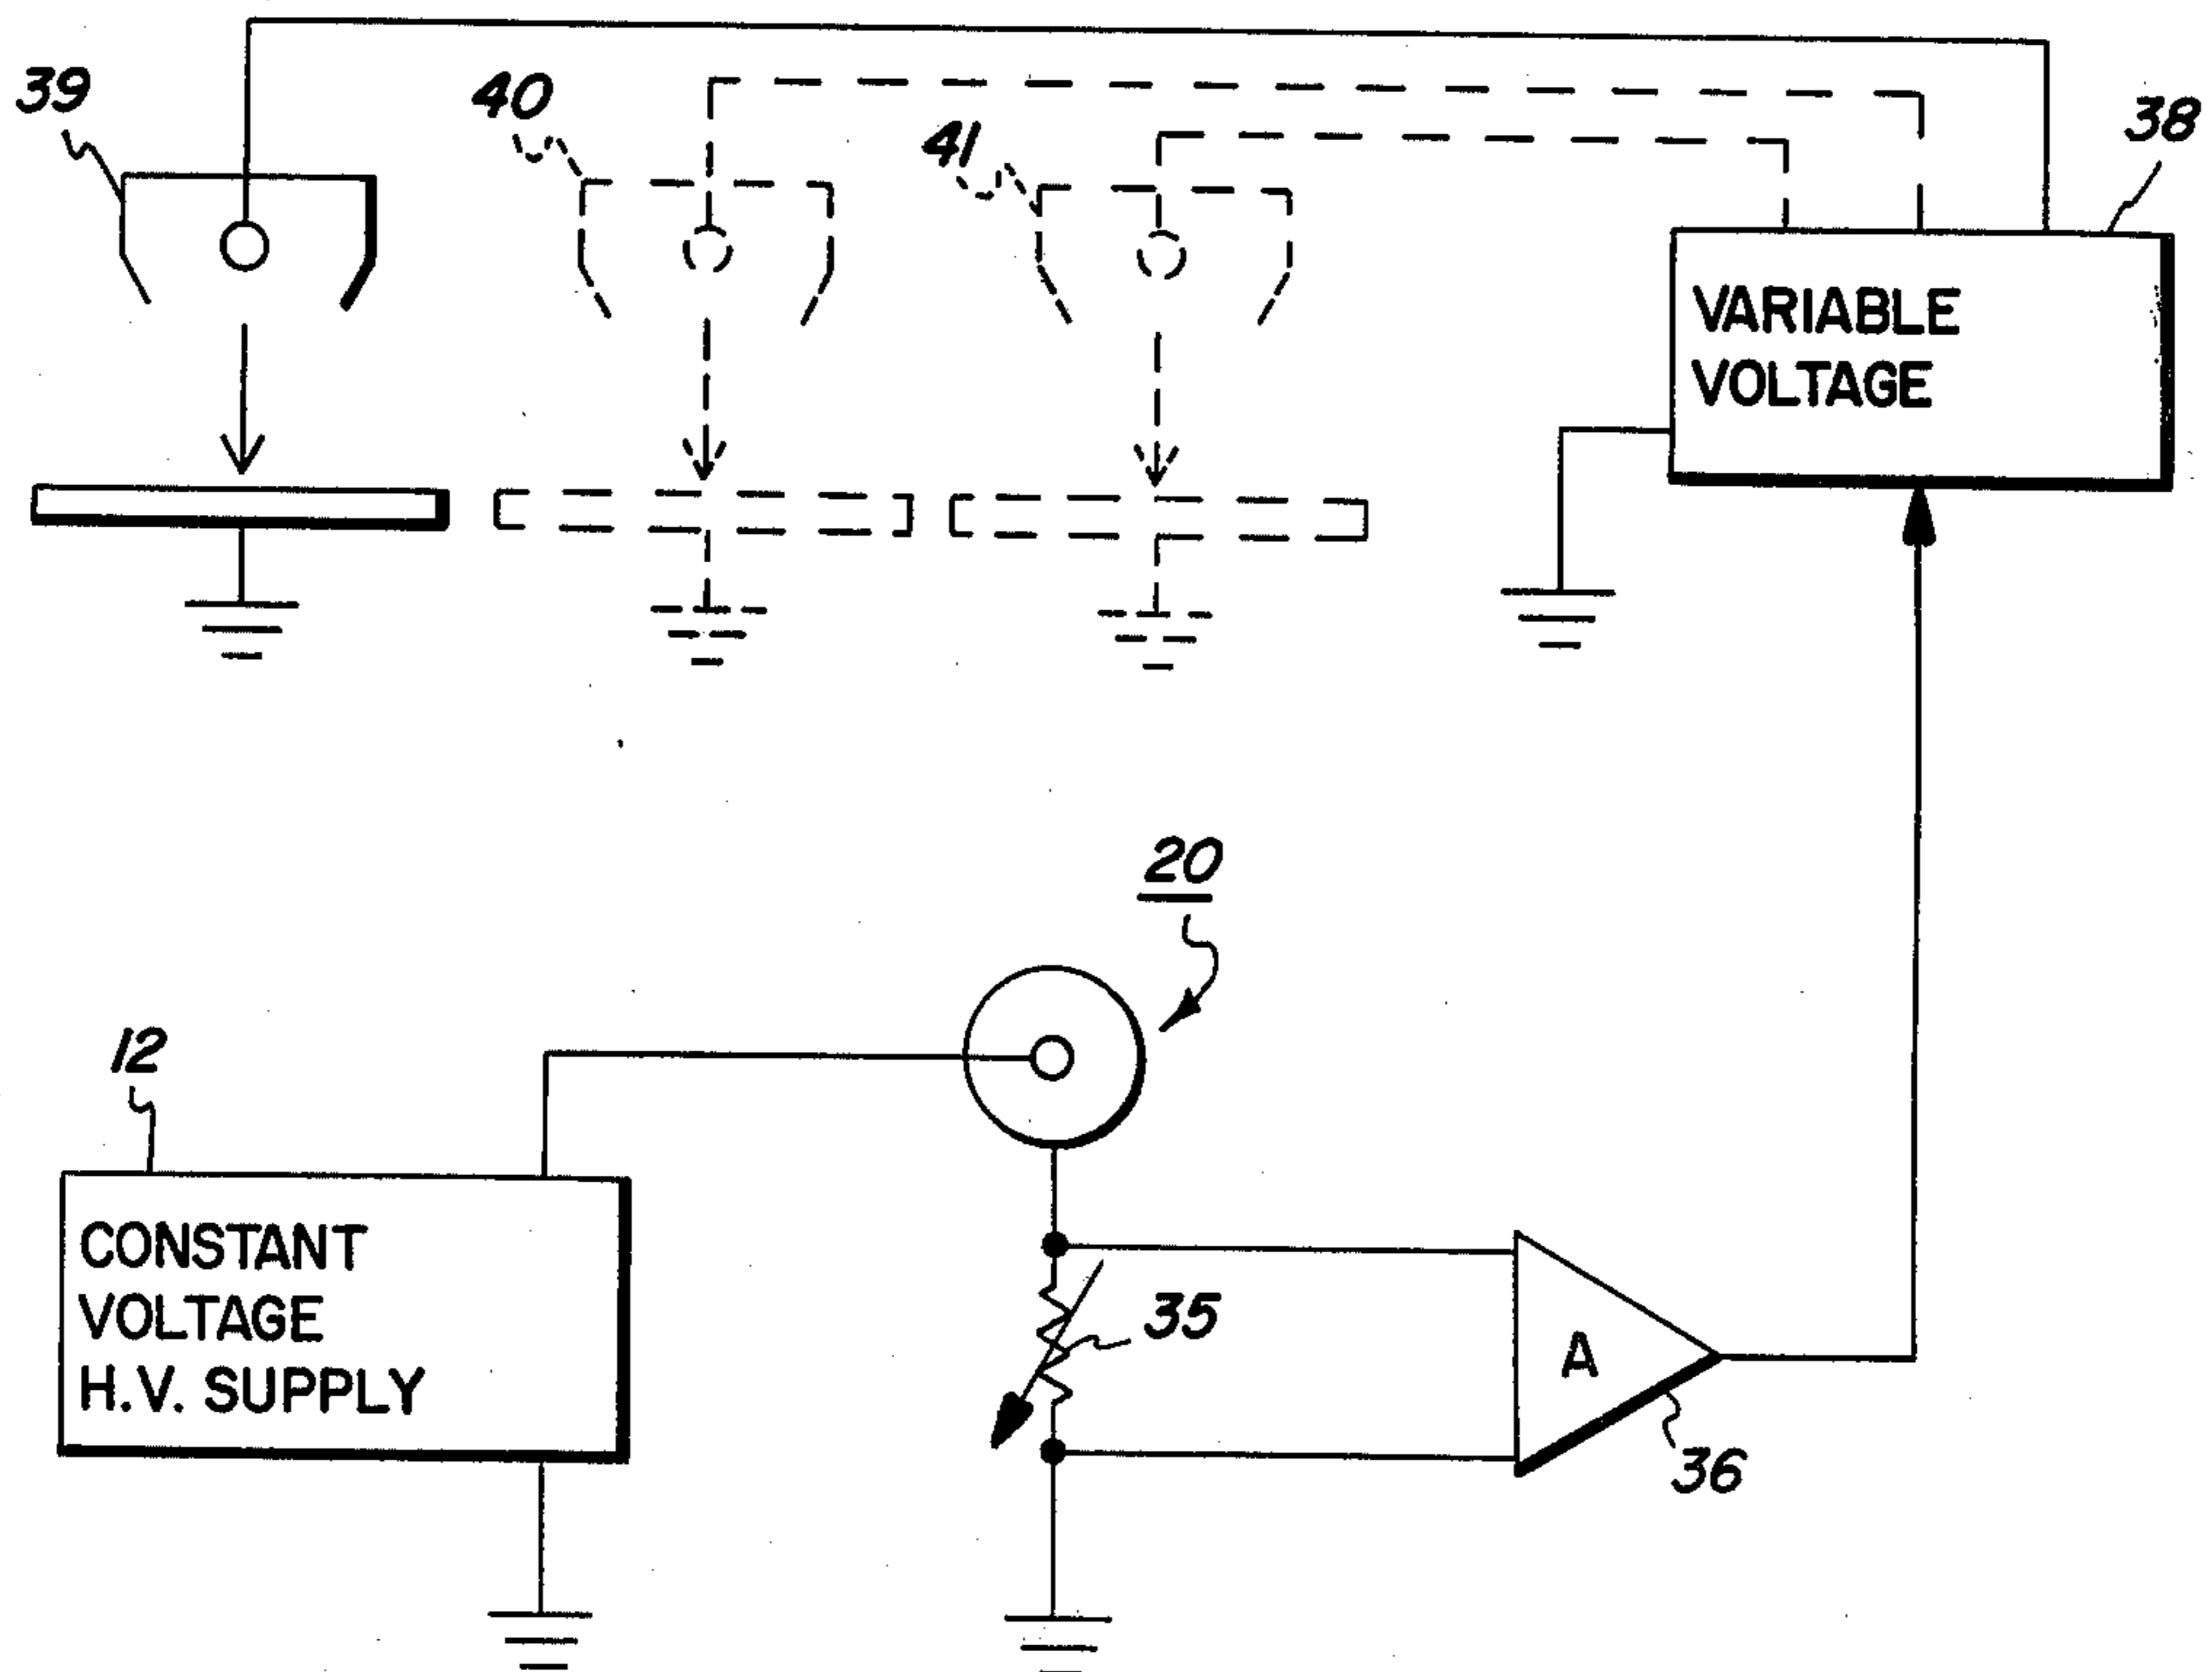 39
40
41
38
VARIABLE
VOLTAGE
20
12
CONSTANT
VOLTAGE
H.V. SUPPLY
35
A
36